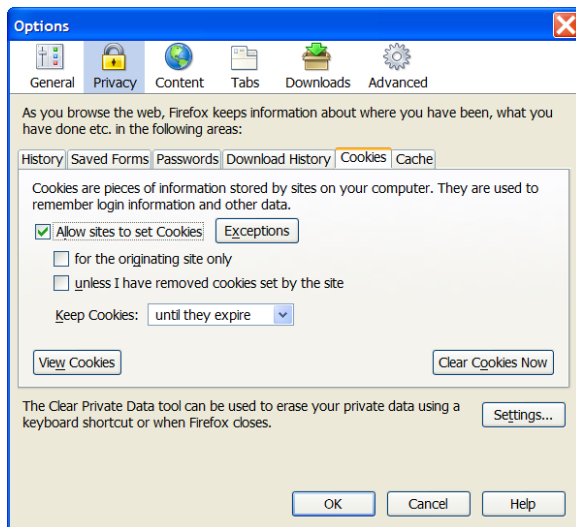 Options
General Privacy Content Tabs Downloads Advanced
As you browse the web, Firefox keeps information about where you have been, what you
have done etc. in the following areas:
History Saved Forms Passwords Download History Cookies Cache
Cookies are pieces of information stored by sites on your computer. They are used to
remember login information and other data.
Allow sites to set Cookies Exceptions
for the originating site only
unless I have removed cookies set by the site
Keep Cookies: until they expire
View Cookies Clear Cookies Now
The Clear Private Data tool can be used to erase your private data using a
keyboard shortcut or when Firefox closes.
Settings...
OK Cancel Help